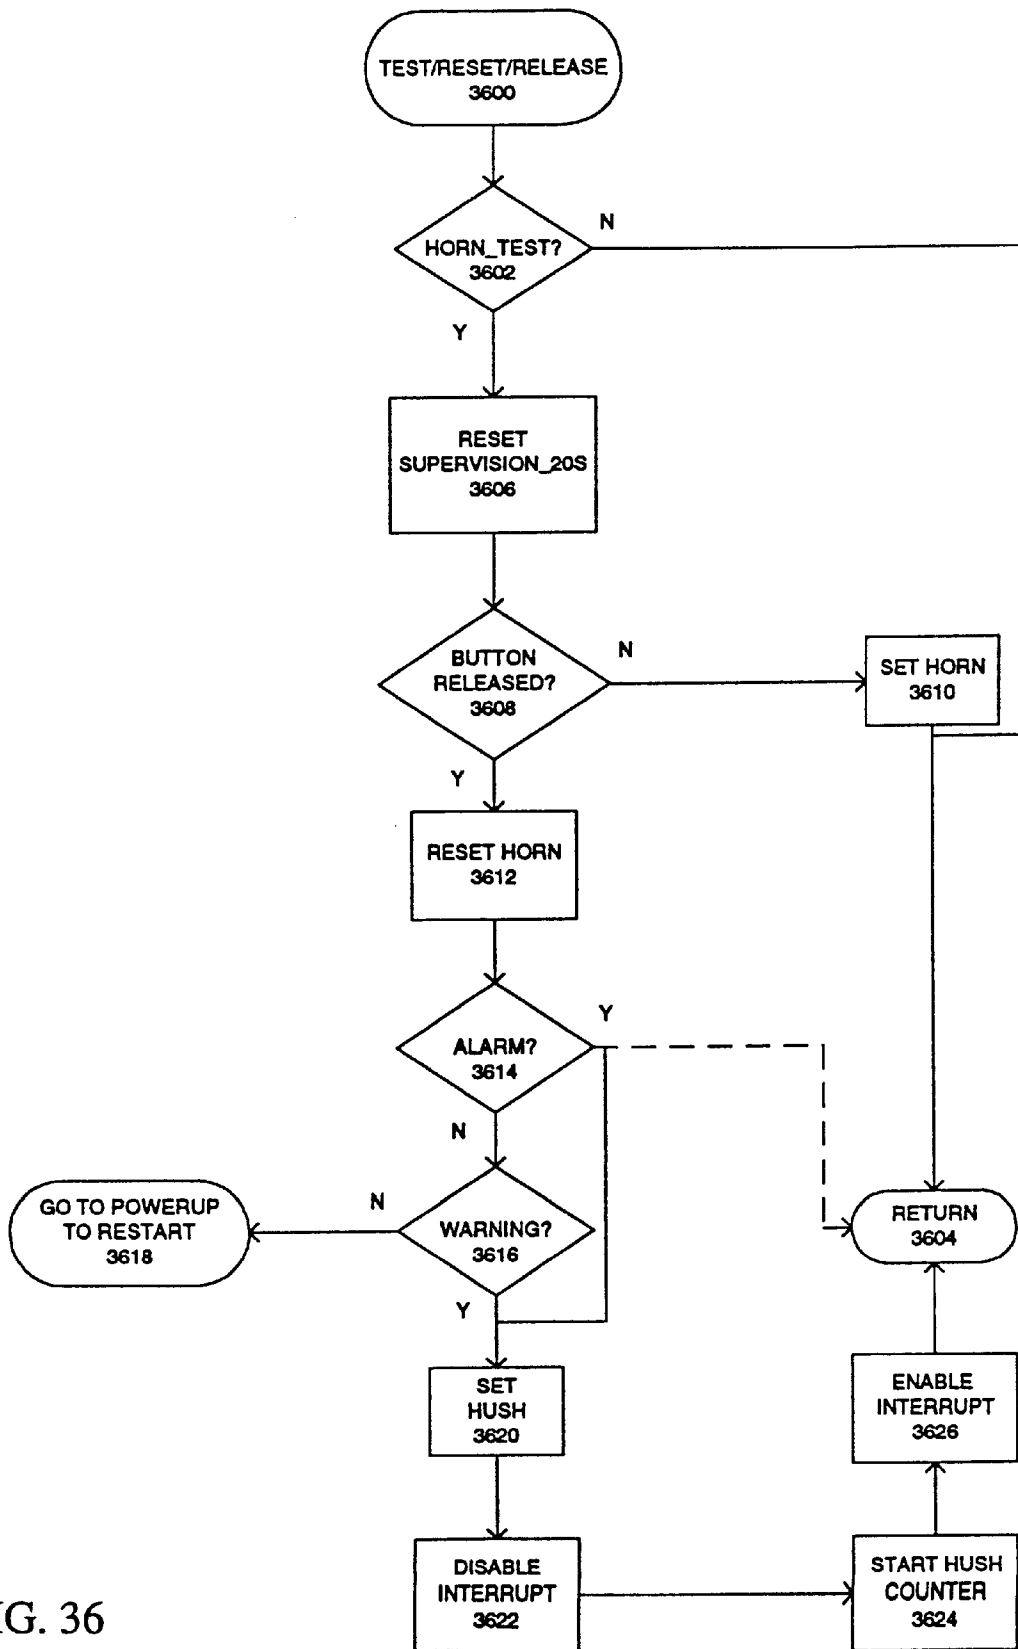 TEST/RESET/RELEASE
3600
HORN_TEST?
3602
N
Y
RESET
SUPERVISION_20S
3606
BUTTON
RELEASED?
3608
N
SET HORN
3610
Y
RESET HORN
3612
ALARM?
3614
Y
N
GO TO POWERUP
TO RESTART
3618
N
WARNING?
3616
RETURN
3604
Y
SET
HUSH
3620
ENABLE
INTERRUPT
3626
DISABLE
INTERRUPT
3622
START HUSH
COUNTER
3624
IG. 36